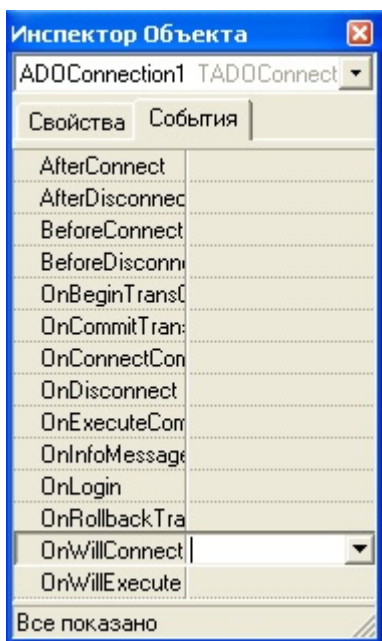 Инспектор Объекта
ADOConnection1 TADOConnect
Свойства События
AfterConnect
AfterDisconnec
BeforeConnect
BeforeDisconn
OnBeginTransC
OnCommitTran
OnConnectCon
OnDisconnect
OnExecuteCom
OnInfoMessage
OnLogin
OnRollbackTra
OnWillConnect
OnWillExecute
Все показано